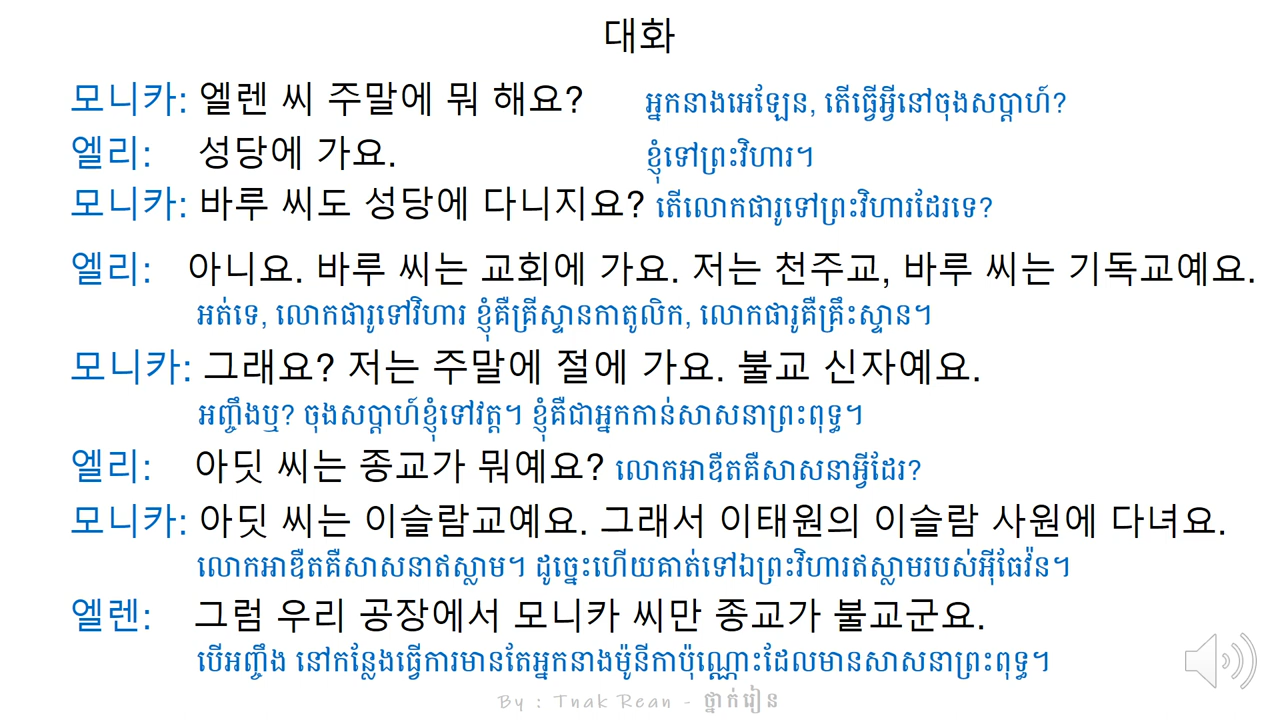 대화
모니카: 엘렌 씨 주말에 뭐 해요? អ្នកនាងអេឡែន, តើធ្វើអ្វីនៅចុងសប្តាហ៍?
엘리: 성당에 가요. ខ្ញុំទៅព្រះវិហារ។
모니카: 바루 씨도 성당에 다니지요? តើលោកផារូទៅព្រះវិហារដែរទេ?
엘리: 아니요. 바루 씨는 교회에 가요. 저는 천주교, 바루 씨는 기독교예요.
អត់ទេ, លោកផារូទៅវិហារ ខ្ញុំគឺគ្រីស្ទានកាតូលិក, លោកផារូគឺគ្រឹះស្ទាន។
모니카: 그래요? 저는 주말에 절에 가요. 불교 신자예요.
អញ្ចឹងឬ? ចុងសប្តាហ៍ខ្ញុំទៅវត្ត។ ខ្ញុំគឺជាអ្នកកាន់សាសនាព្រះពុទ្ធ។
엘리: 아딧 씨는 종교가 뭐예요? លោកអាឌឺតគឺសាសនាអ្វីដែរ?
모니카: 아딧 씨는 이슬람교예요. 그래서 이태원의 이슬람 사원에 다녀요.
លោកអាឌឺតគឺសាសនាឥស្លាម។ ដូច្នេះហើយគាត់ទៅឯព្រះវិហារឥស្លាមរបស់អ៊ីធែវ៉ន។
엘렌: 그럼 우리 공장에서 모니카 씨만 종교가 불교군요.
បើអញ្ចឹង នៅកន្លែងធ្វើការមានតែអ្នកនាងម៉ូនីកាប៉ុណ្ណោះដែលមានសាសនាព្រះពុទ្ធ។
By : Tnak Rean - ថ្នាក់រៀន